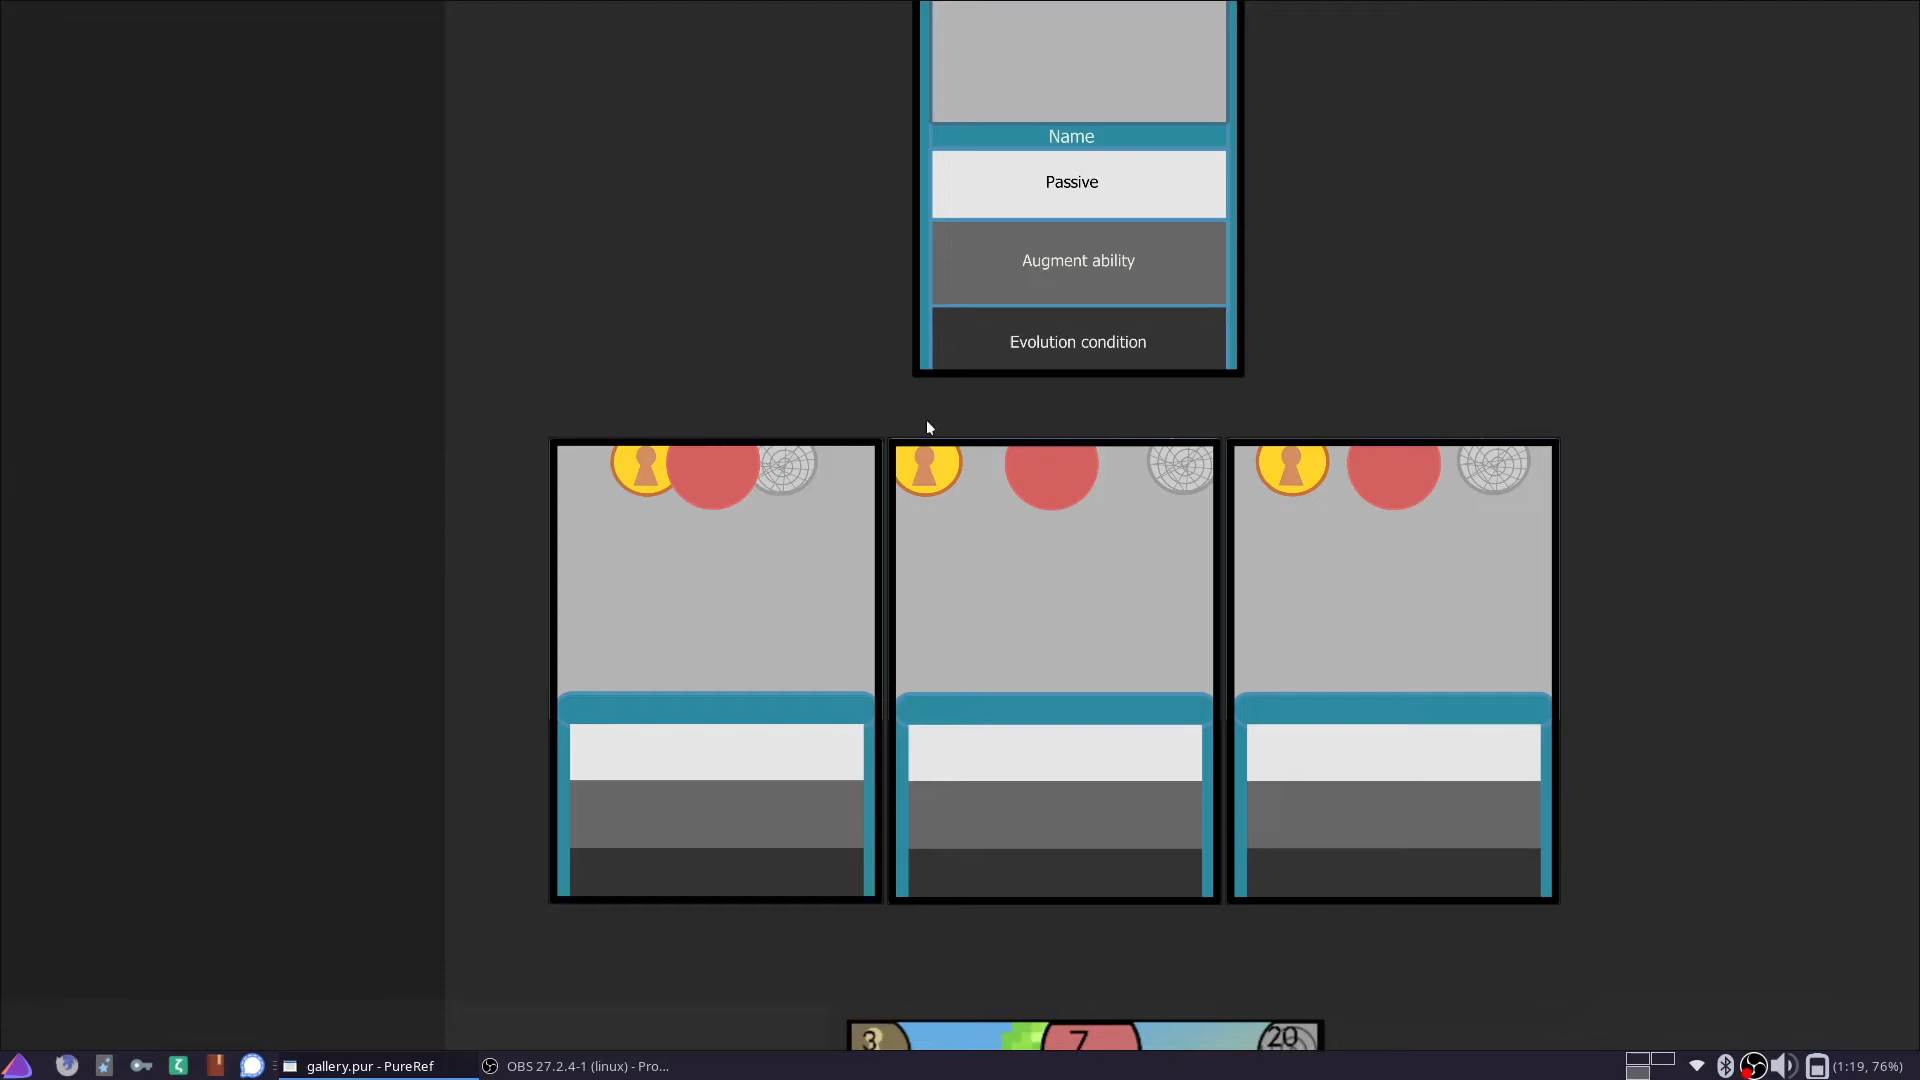 Name
Passive
Augment ability
Evolution condition
3
7
20
gallery.pur - PureRef
OBS 27.2.4-1 (linux) - Pro...
(1:19, 76%)